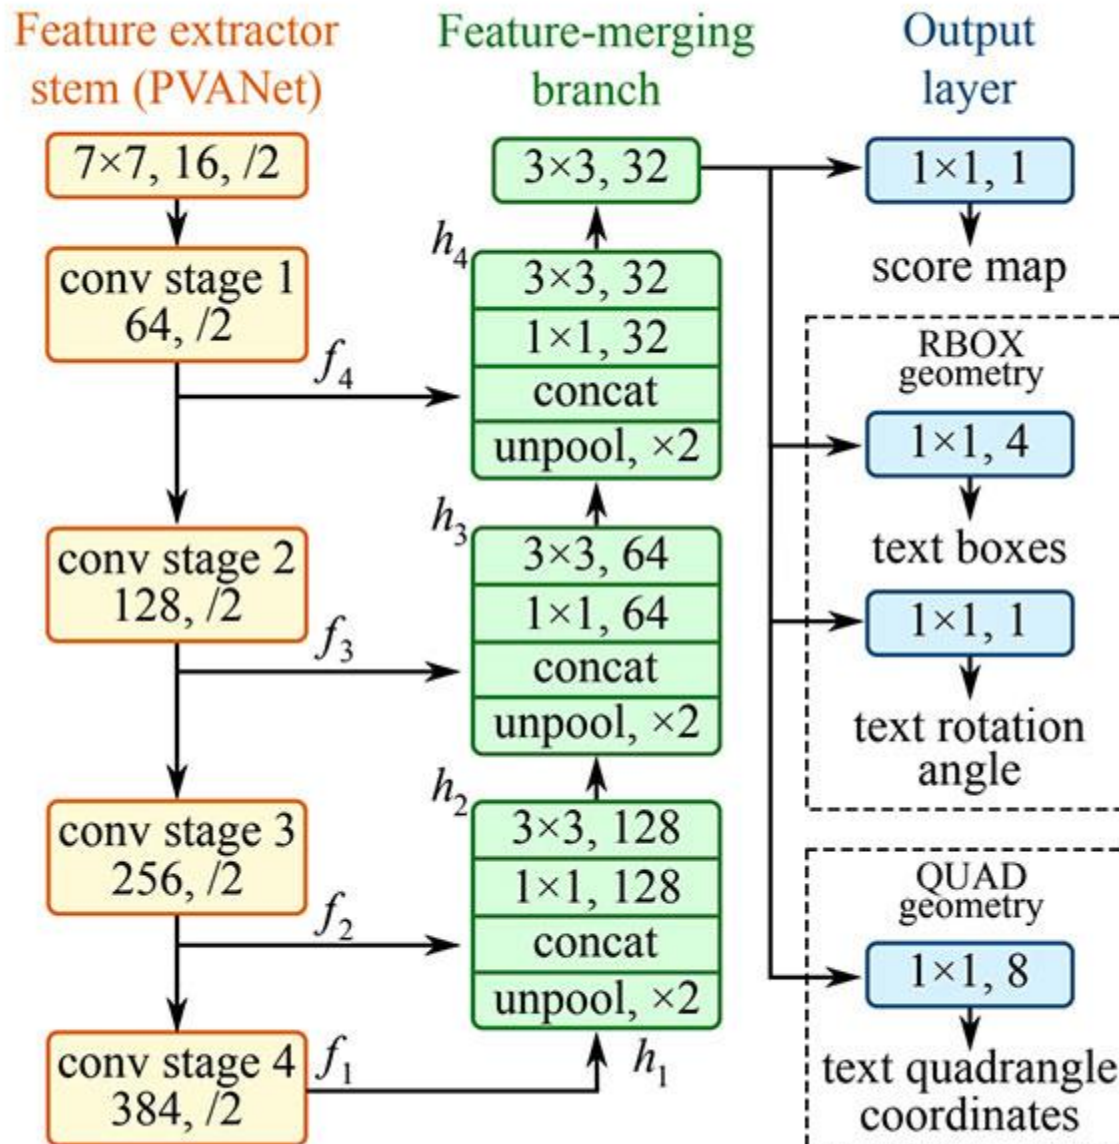 Feature extractor
stem (PVANet)
7×7, 16, /2
conv stage 1
64, /2
f₄
conv stage 2
128, /2
f₃
conv stage 3
256, /2
f₂
conv stage 4
384, /2
f₁
Feature-merging
branch
3×3, 32
h₄
3×3, 32
1×1, 32
concat
unpool, ×2
h₃
3×3, 64
1×1, 64
concat
unpool, ×2
h₂
3×3, 128
1×1, 128
concat
unpool, ×2
h₁
Output
layer
1×1, 1
score map
RBOX
geometry
1×1, 4
text boxes
1×1, 1
text rotation
angle
QUAD
geometry
1×1, 8
text quadrangle
coordinates